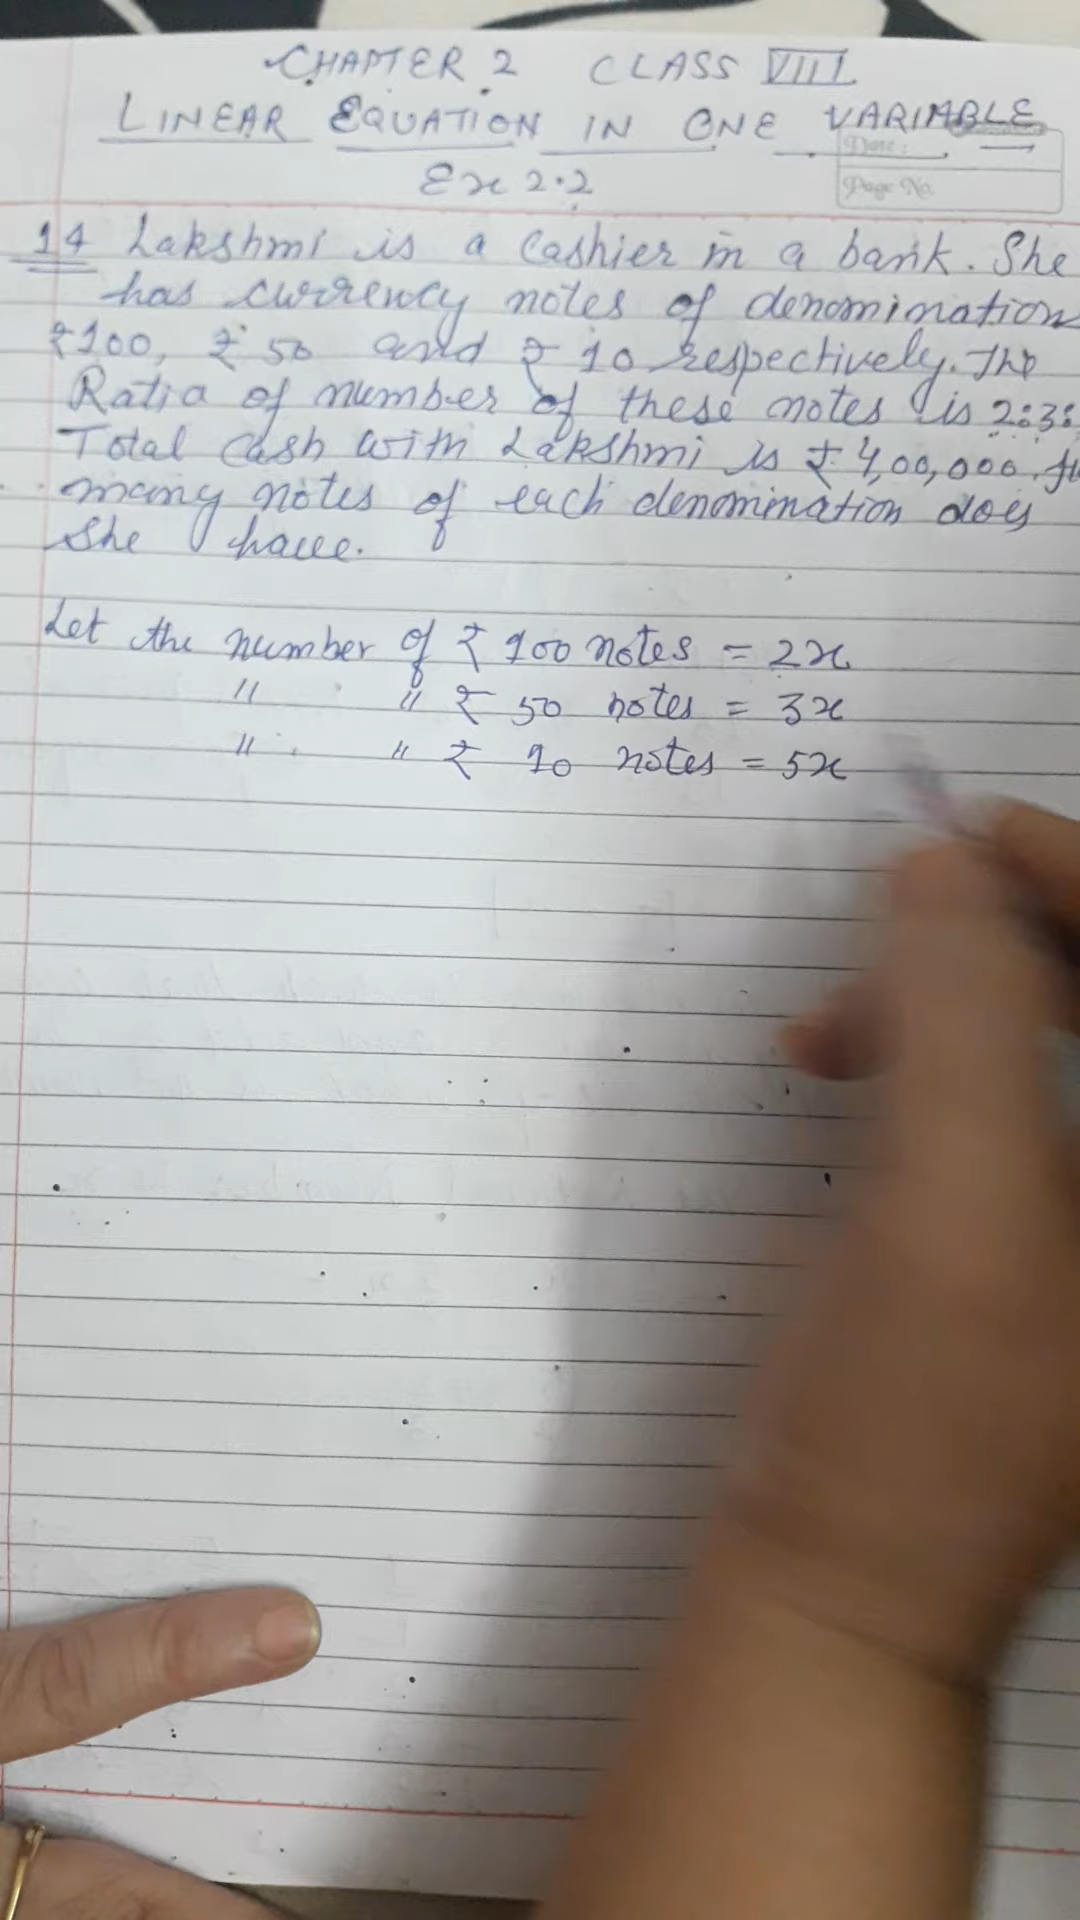 CHAPTER 2 CLASS VIII
LINEAR EQUATION IN ONE VARIABLE
Date:
Page No.
Ex 2.2
14 Lakshmi is a cashier in a bank. She
has currency notes of denomination
₹100, ₹50 and ₹10 respectively. The
Ratio of number of these notes is 2:3:
Total cash with Lakshmi is ₹4,00,000.
many notes of each denomination does
She have.
Let the number of ₹100 notes = 2x
" " ₹ 50 notes = 3x
" " ₹ 10 notes = 5x